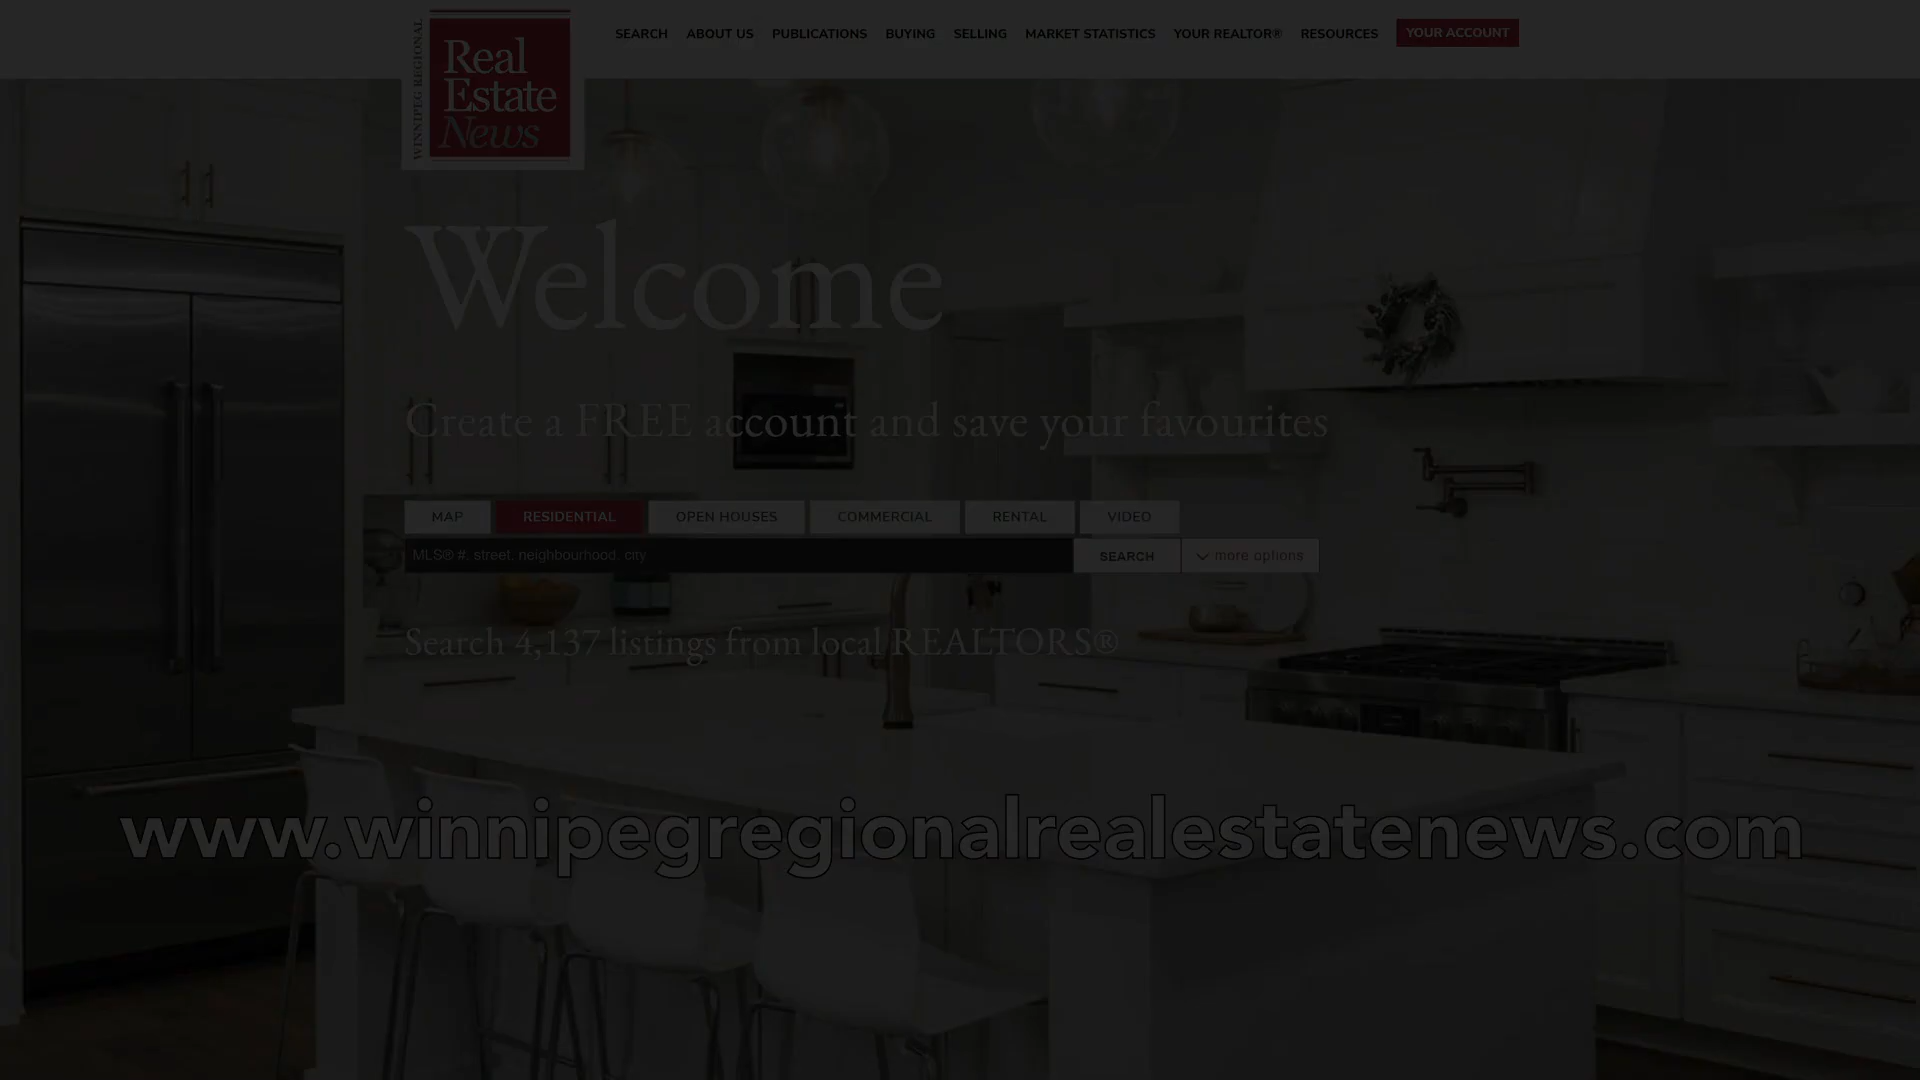 WINNIPEG REGIONAL
Real
Estate
News
SEARCH ABOUT US PUBLICATIONS BUYING SELLING MARKET STATISTICS YOUR REALTOR® RESOURCES YOUR ACCOUNT
Welcome
Create a FREE account and save your favourites
MAP RESIDENTIAL OPEN HOUSES COMMERCIAL RENTAL VIDEO
MLS® #, street, neighbourhood, city SEARCH more options
Search 4,137 listings from local REALTORS®
www.winnipegregionalrealestatenews.com